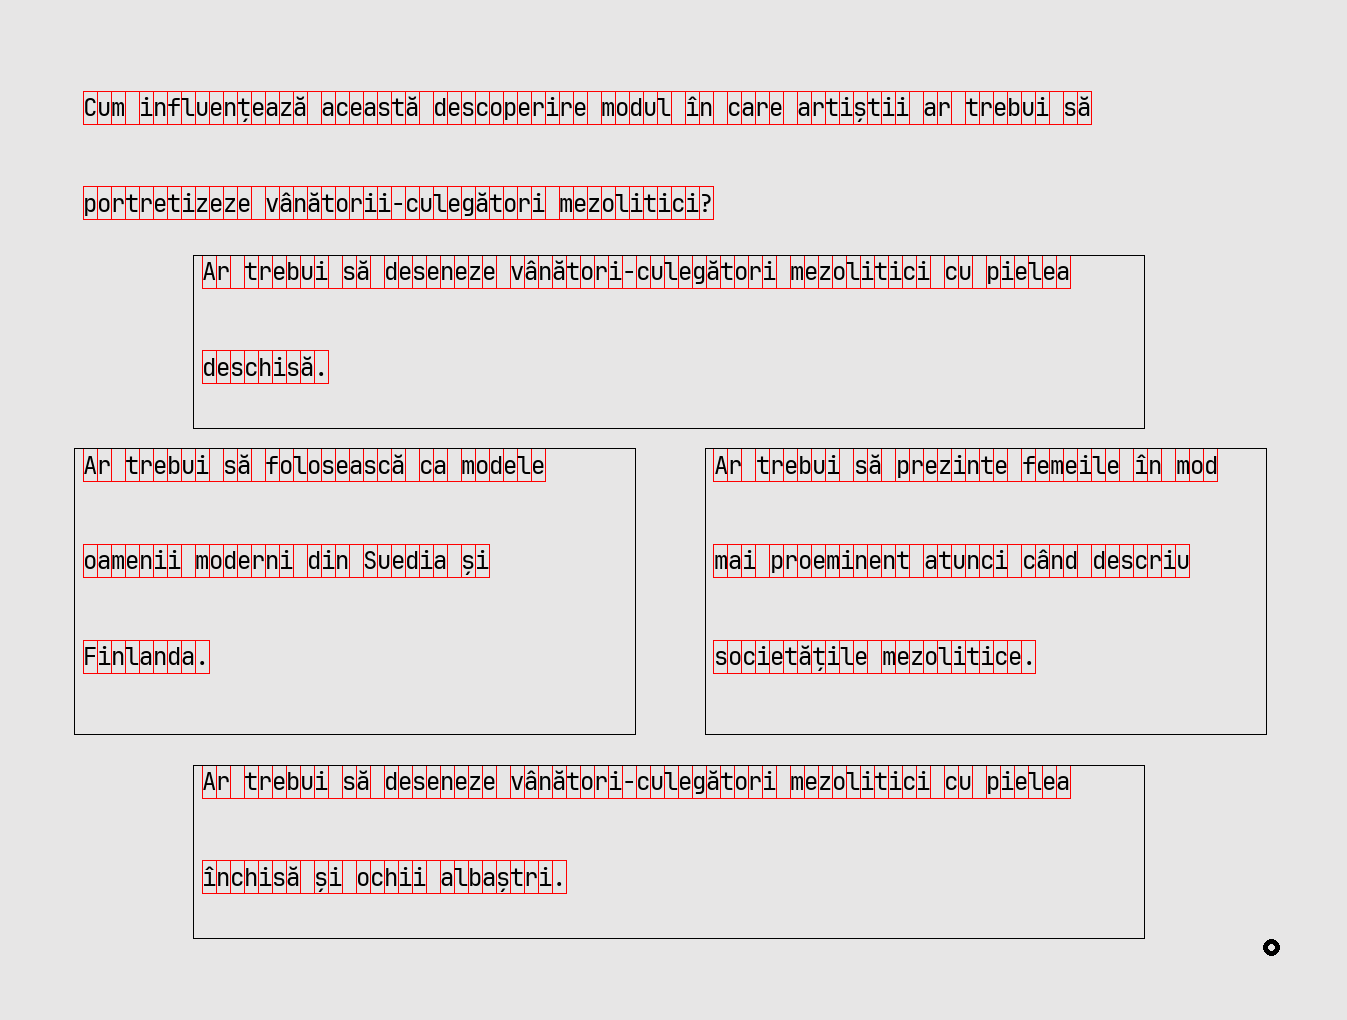 Cum influențează această descoperire modul în care artiștii ar trebui să
portretizeze vânătorii-culegători mezolitici?
Ar trebui să deseneze vânători-culegători mezolitici cu pielea
deschisă.
Ar trebui să folosească ca modele
oamenii moderni din Suedia și
Finlanda.
Ar trebui să prezinte femeile în mod
mai proeminent atunci când descriu
societățile mezolitice.
Ar trebui să deseneze vânători-culegători mezolitici cu pielea
închisă și ochii albaștri.